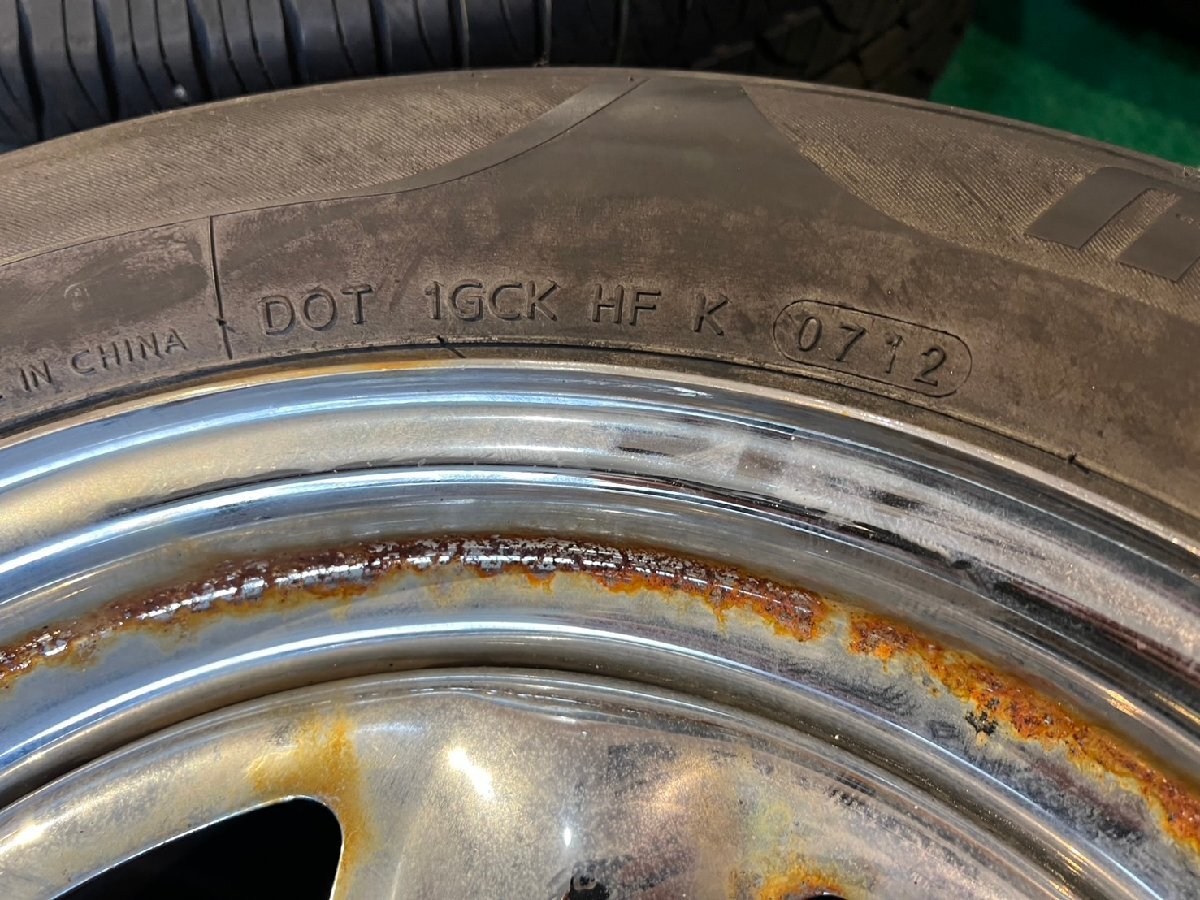 IN CHINA
DOT 1GCK HF K 0712